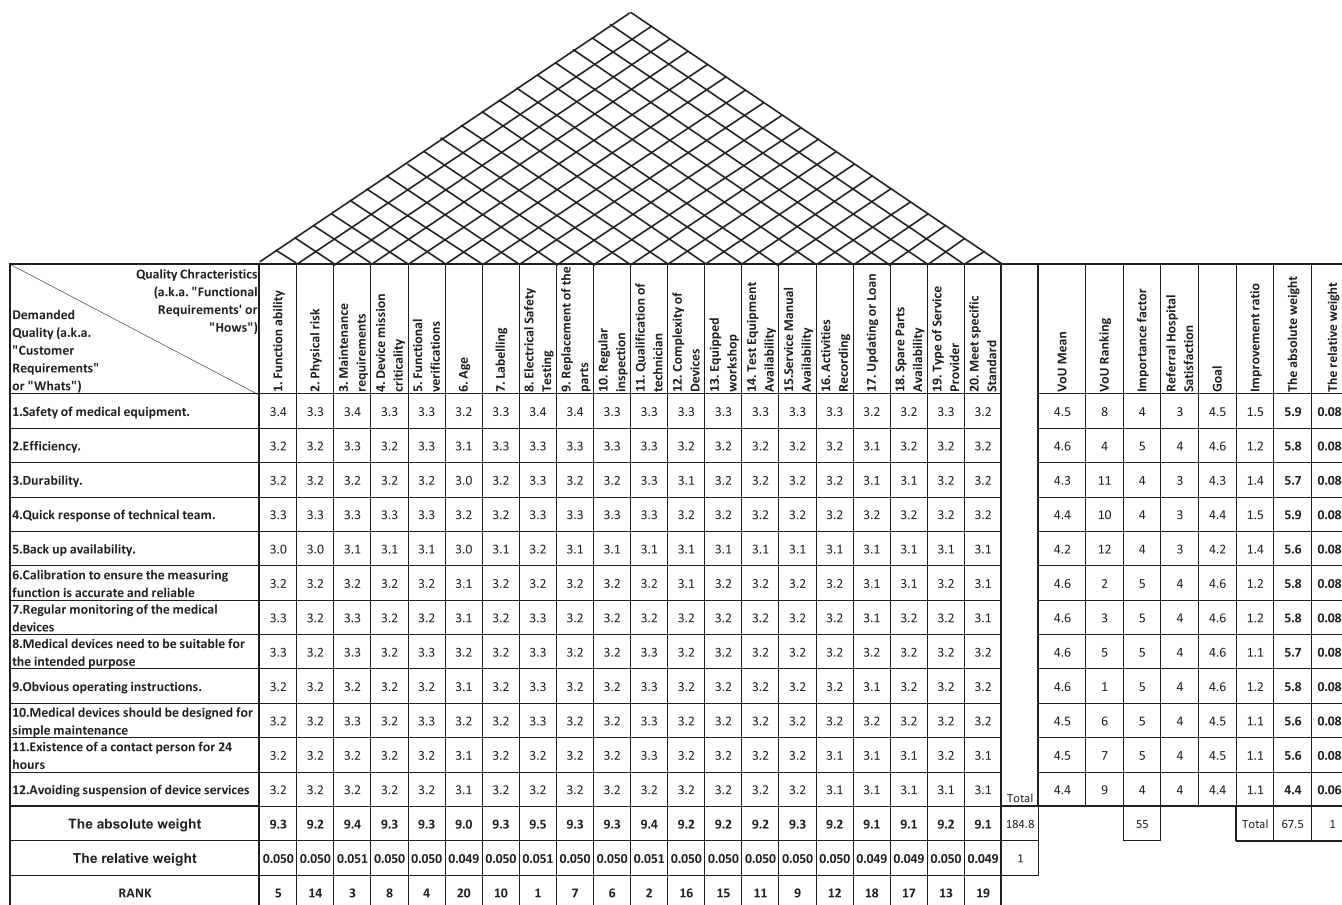 Quality Chracteristics
(a.k.a. "Functional
Requirements' or
"Hows")
Demanded
Quality (a.k.a.
"Customer
Requirements"
or "Whats")
1. Function ability
2. Physical risk
3. Maintenance
requirements
4. Device mission
criticality
5. Functional
verifications
6. Age
7. Labelling
8. Electrical Safety
Testing
9. Replacement of the
parts
10. Regular
inspection
11. Qualification of
technician
12. Complexity of
Devices
13. Equipped
workshop
14. Test Equipment
Availability
15.Service Manual
Availability
16. Activities
Recording
17. Updating or Loan
18. Spare Parts
Availability
19. Type of Service
Provider
20. Meet specific
Standard
VoU Mean
VoU Ranking
Importance factor
Referral Hospital
Satisfaction
Goal
Improvement ratio
The absolute weight
The relative weight
1.Safety of medical equipment. 3.4 3.3 3.4 3.3 3.3 3.2 3.3 3.4 3.4 3.3 3.3 3.3 3.3 3.3 3.3 3.3 3.2 3.2 3.3 3.2 4.5 8 4 3 4.5 1.5 5.9 0.08
2.Efficiency. 3.2 3.2 3.3 3.2 3.3 3.1 3.3 3.3 3.3 3.3 3.3 3.2 3.2 3.2 3.2 3.2 3.1 3.2 3.2 3.2 4.6 4 5 4 4.6 1.2 5.8 0.08
3.Durability. 3.2 3.2 3.2 3.2 3.2 3.0 3.2 3.3 3.2 3.2 3.3 3.1 3.2 3.2 3.2 3.2 3.1 3.1 3.2 3.2 4.3 11 4 3 4.3 1.4 5.7 0.08
4.Quick response of technical team. 3.3 3.3 3.3 3.3 3.3 3.2 3.2 3.3 3.3 3.3 3.3 3.2 3.2 3.2 3.2 3.2 3.2 3.2 3.2 3.2 4.4 10 4 3 4.4 1.5 5.9 0.08
5.Back up availability. 3.0 3.0 3.1 3.1 3.1 3.0 3.1 3.2 3.1 3.1 3.1 3.1 3.1 3.1 3.1 3.1 3.1 3.1 3.1 3.1 4.2 12 4 3 4.2 1.4 5.6 0.08
6.Calibration to ensure the measuring
function is accurate and reliable 3.2 3.2 3.2 3.2 3.2 3.1 3.2 3.3 3.2 3.2 3.2 3.1 3.2 3.2 3.2 3.2 3.1 3.1 3.2 3.1 4.6 2 5 4 4.6 1.2 5.8 0.08
7.Regular monitoring of the medical
devices 3.3 3.2 3.3 3.2 3.2 3.1 3.2 3.3 3.2 3.2 3.3 3.2 3.2 3.2 3.2 3.2 3.1 3.2 3.2 3.1 4.6 3 5 4 4.6 1.2 5.8 0.08
8.Medical devices need to be suitable for
the intended purpose 3.3 3.2 3.3 3.3 3.3 3.2 3.2 3.3 3.2 3.2 3.3 3.2 3.2 3.2 3.2 3.2 3.2 3.2 3.2 3.2 4.6 5 5 4 4.6 1.1 5.7 0.08
9.Obvious operating instructions. 3.2 3.2 3.2 3.2 3.2 3.1 3.2 3.3 3.2 3.2 3.3 3.2 3.2 3.2 3.2 3.2 3.1 3.2 3.2 3.2 4.6 1 5 4 4.6 1.2 5.8 0.08
10.Medical devices should be designed for
simple maintenance 3.2 3.2 3.3 3.2 3.3 3.2 3.2 3.3 3.2 3.3 3.3 3.2 3.2 3.2 3.2 3.2 3.2 3.2 3.2 3.2 4.5 6 5 4 4.5 1.1 5.6 0.08
11.Existence of a contact person for 24
hours 3.2 3.2 3.2 3.2 3.2 3.1 3.2 3.2 3.2 3.2 3.3 3.2 3.2 3.2 3.2 3.1 3.1 3.1 3.2 3.1 4.5 7 5 4 4.5 1.1 5.6 0.08
12.Avoiding suspension of device services 3.2 3.2 3.2 3.2 3.2 3.1 3.2 3.2 3.2 3.2 3.2 3.2 3.2 3.2 3.2 3.1 3.1 3.1 3.1 3.1 Total 4.4 9 4 4 4.4 1.1 4.4 0.06
The absolute weight 9.3 9.2 9.4 9.3 9.3 9.0 9.3 9.5 9.3 9.3 9.4 9.2 9.2 9.2 9.3 9.2 9.1 9.1 9.2 9.1 184.8 55 Total 67.5 1
The relative weight 0.050 0.050 0.051 0.050 0.050 0.049 0.050 0.051 0.050 0.050 0.051 0.050 0.050 0.050 0.050 0.050 0.049 0.049 0.050 0.049 1
RANK 5 14 3 8 4 20 10 1 7 6 2 16 15 11 9 12 18 17 13 19